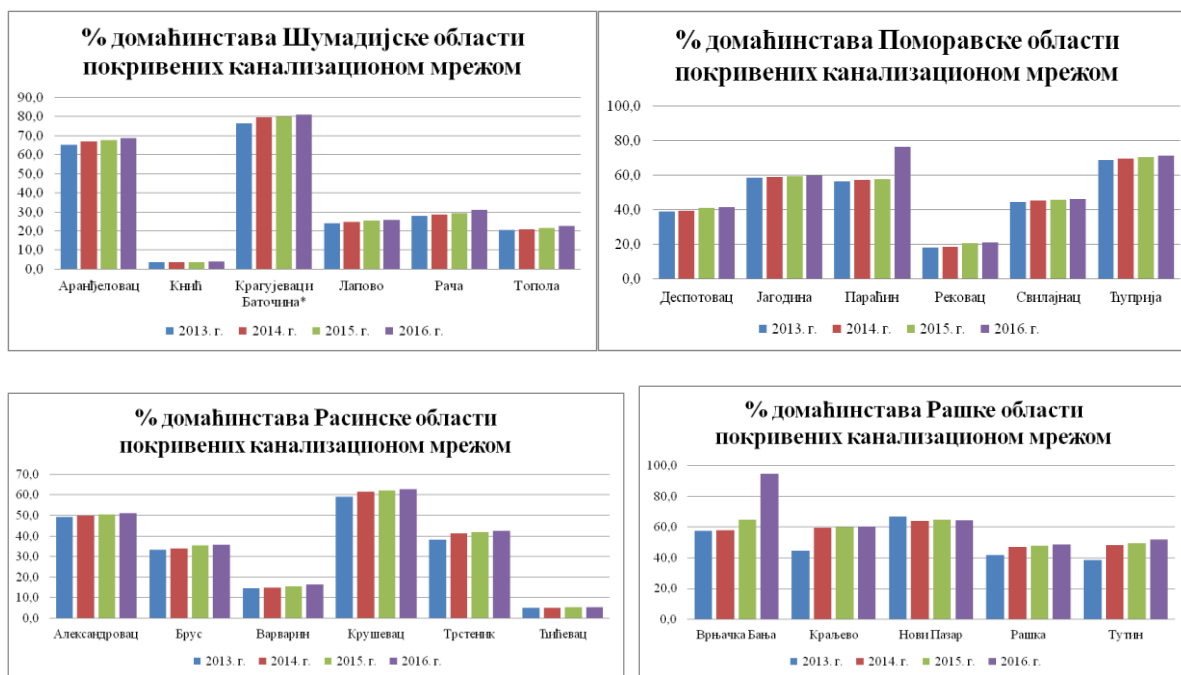 % домаћинстава Шумадијске области
покривених канализационом мрежом
90,0
80,0
70,0
60,0
50,0
40,0
30,0
20,0
10,0
0,0
Аранђеловац Кнић Крагујевац и Баточина* Лапово Рача Топола
2013. г. 2014. г. 2015. г. 2016. г.
% домаћинстава Поморавске области
покривених канализационом мрежом
100,0
80,0
60,0
40,0
20,0
0,0
Деспотовац Јагодина Параћин Рековац Свилајнац Ћуприја
2013. г. 2014. г. 2015. г. 2016. г.
% домаћинстава Расинске области
покривених канализационом мрежом
70,0
60,0
50,0
40,0
30,0
20,0
10,0
0,0
Александровац Брус Варварин Крушевац Трстеник Ћићевац
2013. г. 2014. г. 2015. г. 2016. г.
% домаћинстава Рашке области
покривених канализационом мрежом
100,0
80,0
60,0
40,0
20,0
0,0
Врњачка Бања Краљево Нови Пазар Рашка Тутин
2013. г. 2014. г. 2015. г. 2016. г.